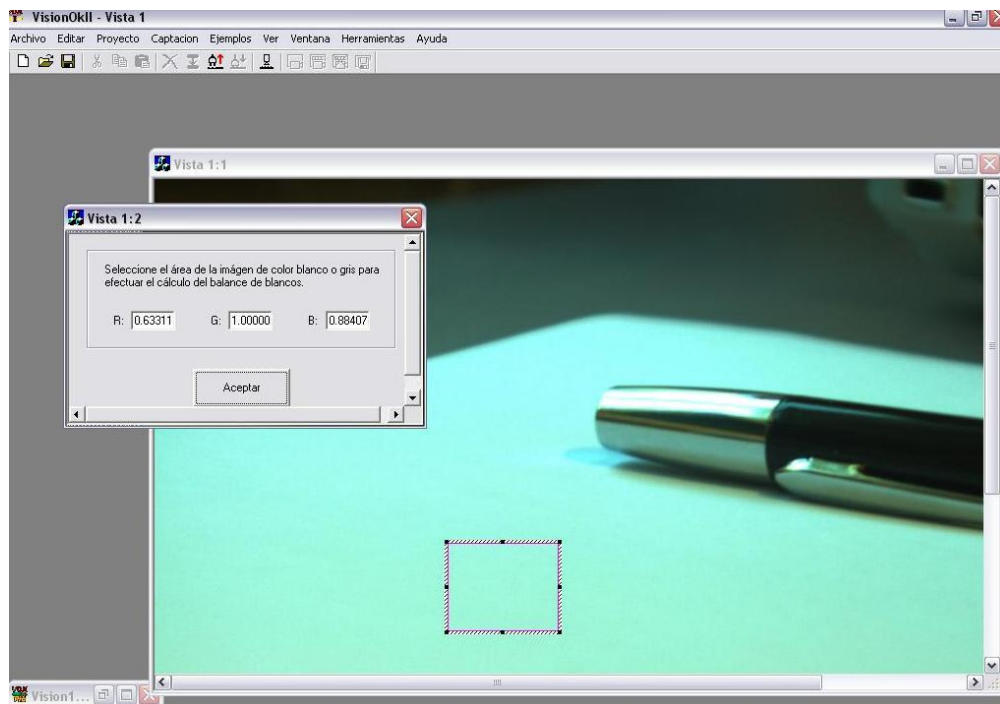 VisionOkII - Vista 1
Archivo Editar Proyecto Captacion Ejemplos Ver Ventana Herramientas Ayuda
Vista 1:1
Vista 1:2
Seleccione el área de la imágen de color blanco o gris para
efectuar el cálculo del balance de blancos.
R: 0.63311 G: 1.00000 B: 0.88407
Aceptar
Vision1...